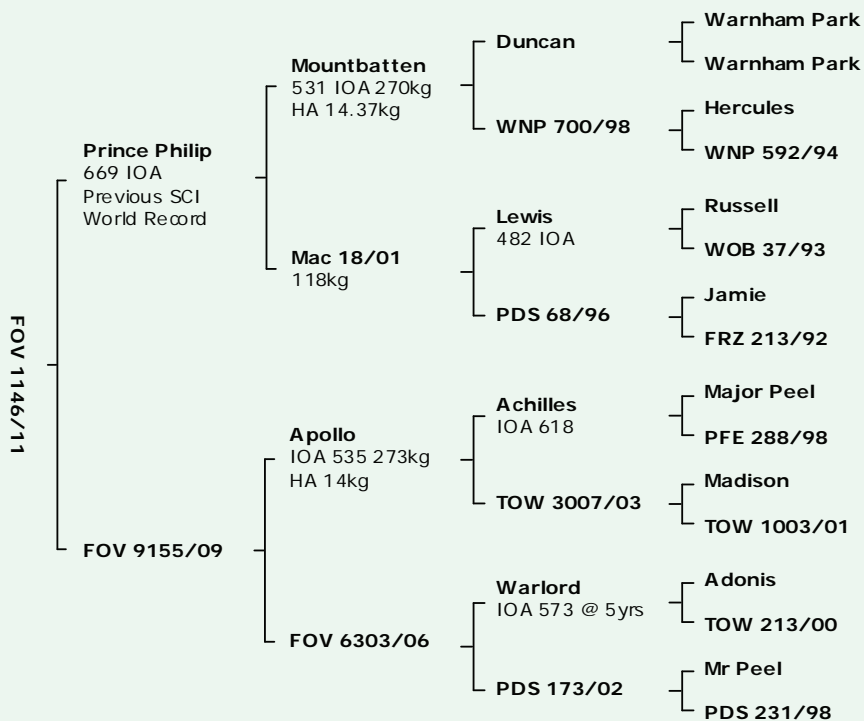 FOV 1146/11
Prince Philip
669 IOA
Previous SCI
World Record
FOV 9155/09
Mountbatten
531 IOA 270kg
HA 14.37kg
Mac 18/01
118kg
Apollo
IOA 535 273kg
HA 14kg
FOV 6303/06
Duncan
WNP 700/98
Lewis
482 IOA
PDS 68/96
Achilles
IOA 618
TOW 3007/03
Warlord
IOA 573 @ 5yrs
PDS 173/02
Warnham Park
Warnham Park
Hercules
WNP 592/94
Russell
WOB 37/93
Jamie
FRZ 213/92
Major Peel
PFE 288/98
Madison
TOW 1003/01
Adonis
TOW 213/00
Mr Peel
PDS 231/98